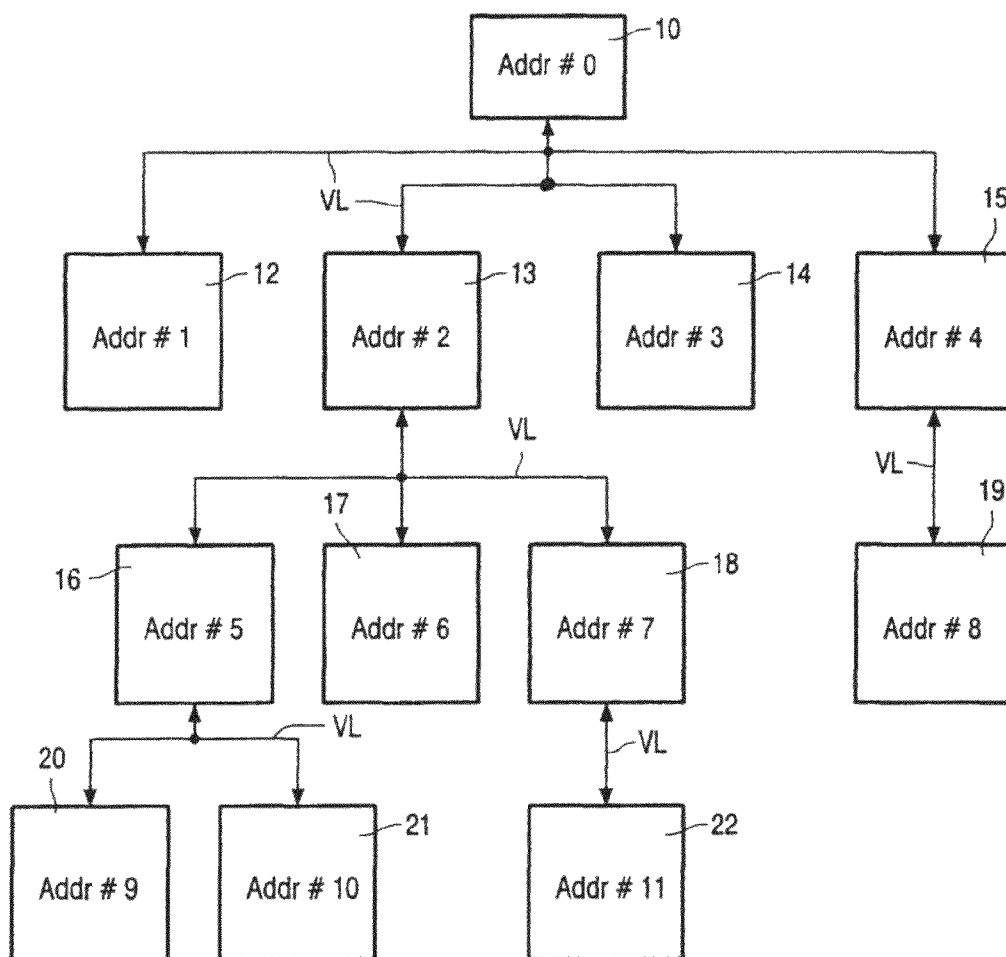 10
Addr # 0
VL
VL
15
12
13
14
Addr # 1
Addr # 2
Addr # 3
Addr # 4
VL
VL
17
19
16
18
Addr # 5
Addr # 6
Addr # 7
Addr # 8
VL
VL
20
21
22
Addr # 9
Addr # 10
Addr # 11